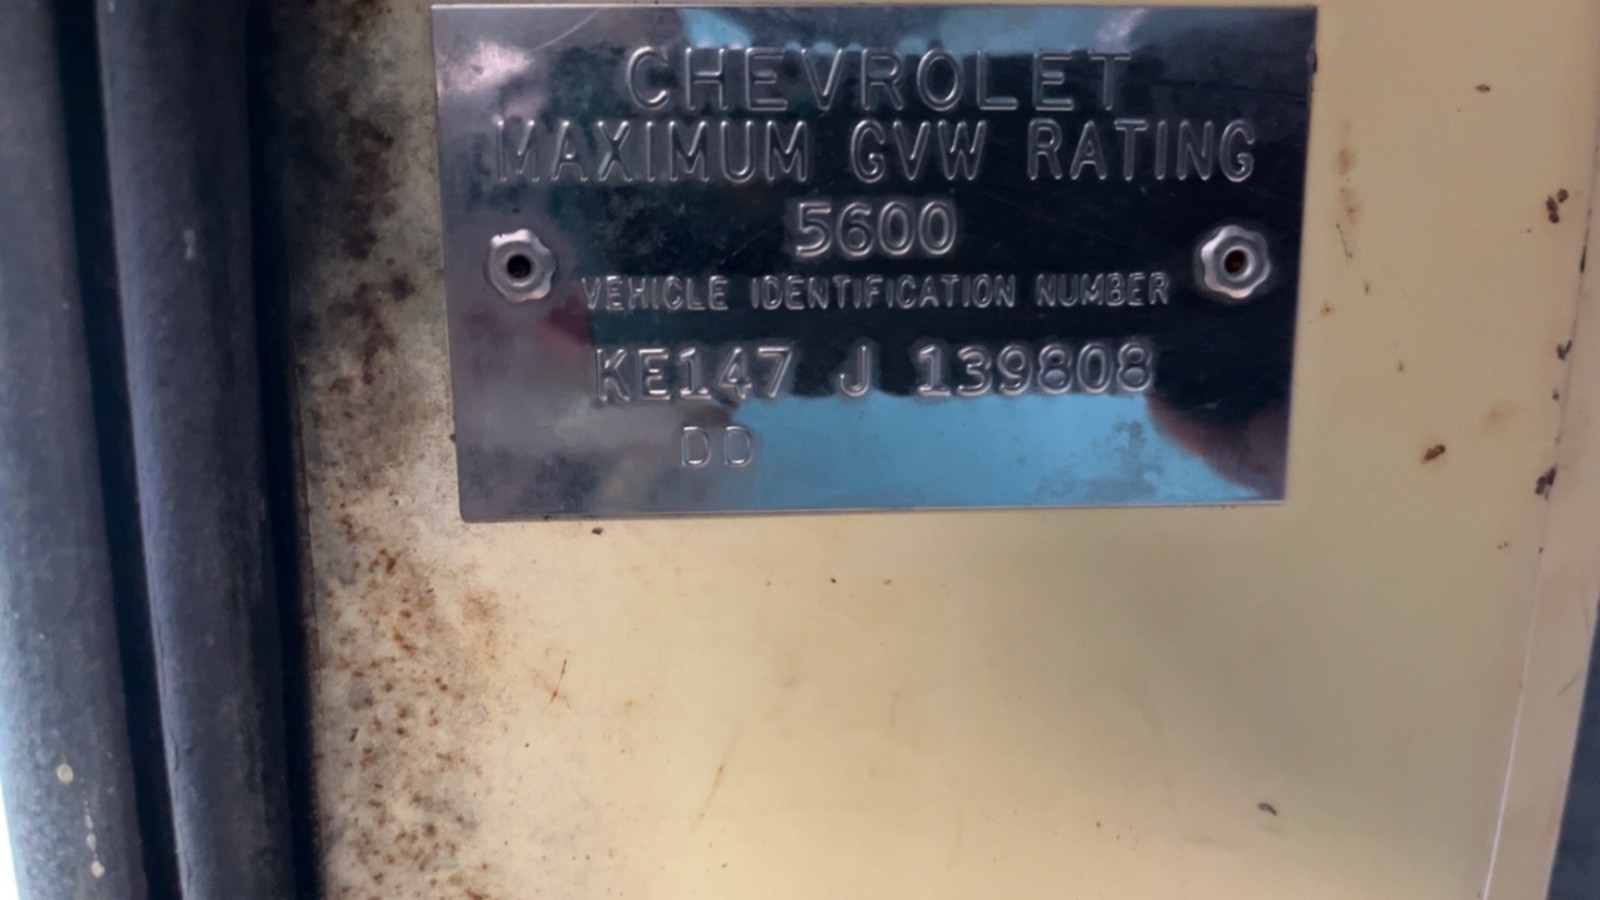 CHEVROLET
MAXIMUM GVW RATING
5600
VEHICLE IDENTIFICATION NUMBER
KE147 J 139808
DD